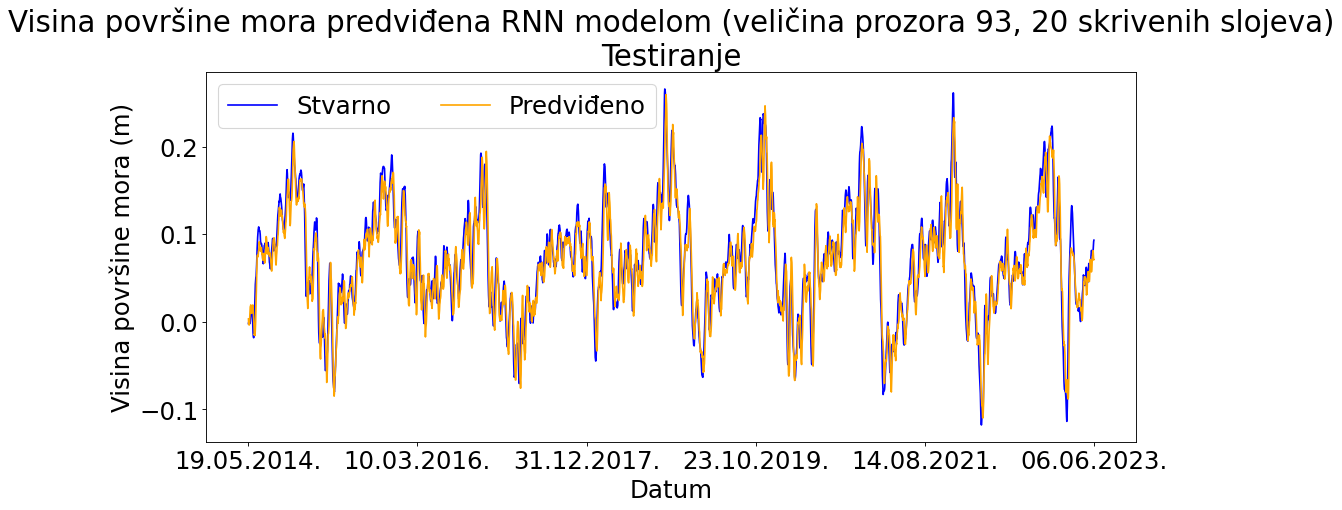 Visina površine mora predviđena RNN modelom (veličina prozora 93, 20 skrivenih slojeva)
Testiranje
Stvarno Predviđeno
Visina površine mora (m)
0.2
0.1
0.0
−0.1
19.05.2014. 10.03.2016. 31.12.2017. 23.10.2019. 14.08.2021. 06.06.2023.
Datum